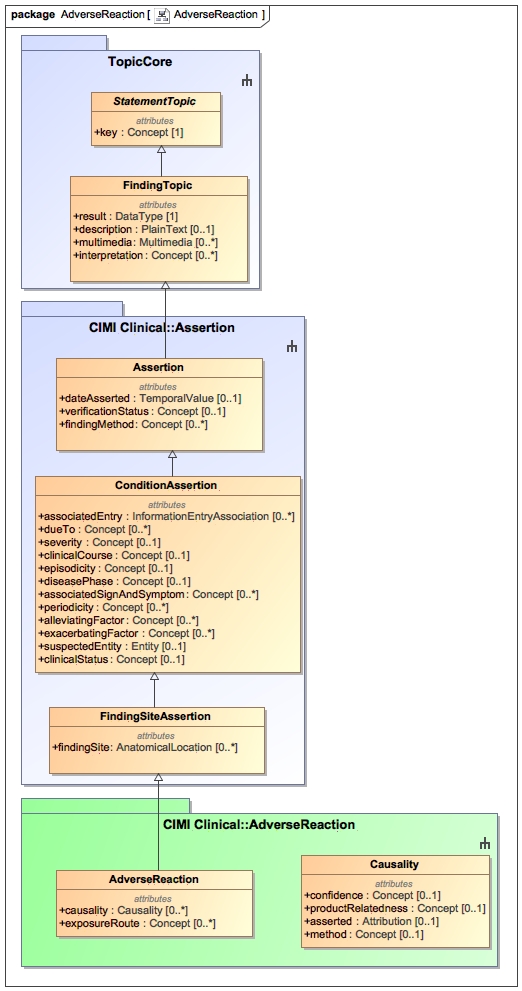 package AdverseReaction [ AdverseReaction ]
TopicCore
StatementTopic
attributes
+key : Concept [1]
FindingTopic
attributes
+result : DataType [1]
+description : PlainText [0..1]
+multimedia : Multimedia [0..*]
+interpretation : Concept [0..*]
CIMI Clinical::Assertion
Assertion
attributes
+dateAsserted : TemporalValue [0..1]
+verificationStatus : Concept [0..1]
+findingMethod : Concept [0..*]
ConditionAssertion
attributes
+associatedEntry : InformationEntryAssociation [0..*]
+dueTo : Concept [0..*]
+severity : Concept [0..1]
+clinicalCourse : Concept [0..1]
+episodicity : Concept [0..1]
+diseasePhase : Concept [0..1]
+associatedSignAndSymptom : Concept [0..*]
+periodicity : Concept [0..*]
+alleviatingFactor : Concept [0..*]
+exacerbatingFactor : Concept [0..*]
+suspectedEntity : Entity [0..1]
+clinicalStatus : Concept [0..1]
FindingSiteAssertion
attributes
+findingSite : AnatomicalLocation [0..*]
CIMI Clinical::AdverseReaction
AdverseReaction
attributes
+causality : Causality [0..*]
+exposureRoute : Concept [0..*]
Causality
attributes
+confidence : Concept [0..1]
+productRelatedness : Concept [0..1]
+asserted : Attribution [0..1]
+method : Concept [0..1]